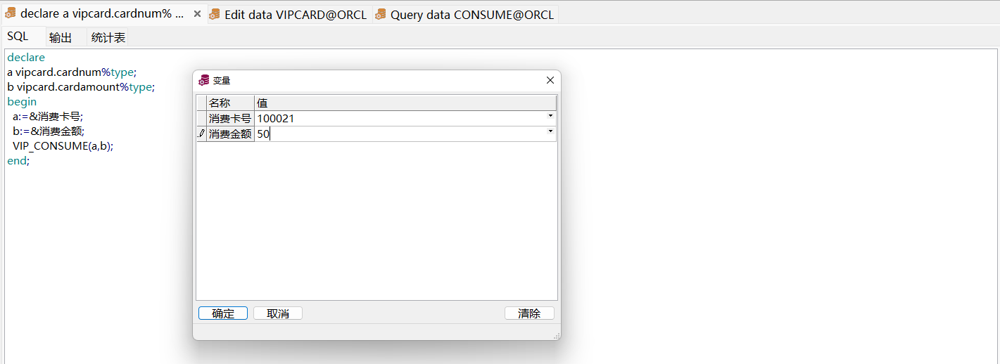 declare a vipcard.cardnum% ... Edit data VIPCARD@ORCL Query data CONSUME@ORCL
SQL 输出 统计表
declare
a vipcard.cardnum%type;
b vipcard.cardamount%type;
begin
a:=&消费卡号;
b:=&消费金额;
VIP_CONSUME(a,b);
end;
变量
名称 值
消费卡号 100021
消费金额 50
确定 取消 清除